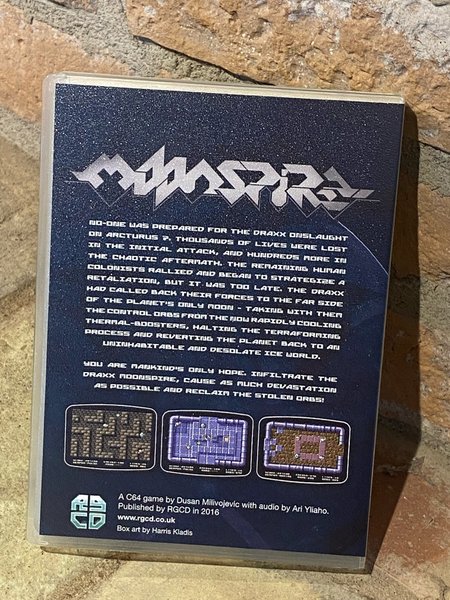 MOONSPIRE
NO-ONE WAS PREPARED FOR THE DRAXX ONSLAUGHT
ON ARCTURUS 7. THOUSANDS OF LIVES WERE LOST
IN THE INITIAL ATTACK, AND HUNDREDS MORE IN
THE CHAOTIC AFTERMATH. THE REMAINING HUMAN
COLONISTS RALLIED AND BEGAN TO STRATEGIZE A
RETALIATION, BUT IT WAS TOO LATE. THE DRAXX
HAD CALLED BACK THEIR FORCES TO THE FAR SIDE
OF THE PLANET'S ONLY MOON - TAKING WITH THEM
THE CONTROL ORBS FROM THE NOW RAPIDLY COOLING
THERMAL-BOOSTERS, HALTING THE TERRAFORMING
PROCESS AND REVERTING THE PLANET BACK TO AN
UNINHABITABLE AND DESOLATE ICE WORLD.
YOU ARE MANKIND'S ONLY HOPE. INFILTRATE THE
DRAXX MOONSPIRE, CAUSE AS MUCH DEVASTATION
AS POSSIBLE AND RECLAIM THE STOLEN ORBS!
RGCD
A C64 game by Dusan Milivojevic with audio by Ari Yliaho.
Published by RGCD in 2016
www.rgcd.co.uk
Box art by Harris Kladis